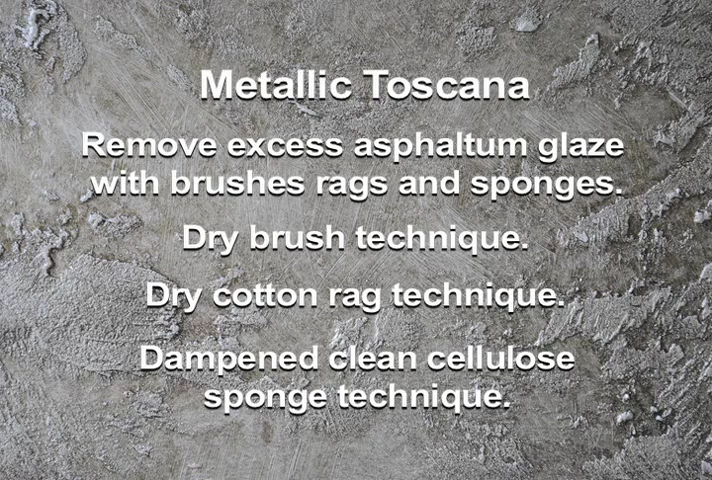 Metallic Toscana
Remove excess asphaltum glaze
with brushes rags and sponges.
Dry brush technique.
Dry cotton rag technique.
Dampened clean cellulose
sponge technique.